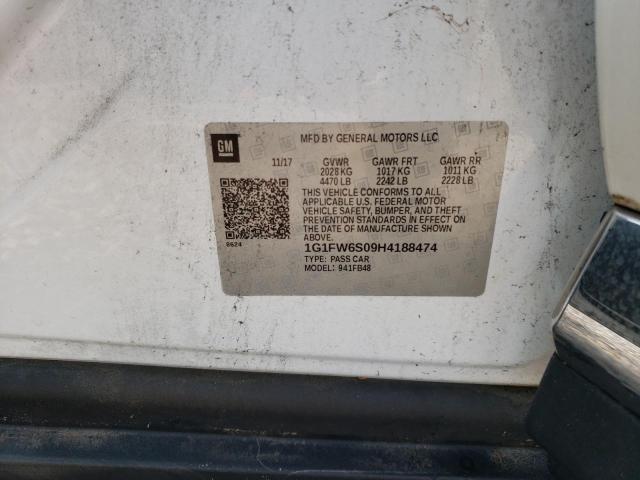 GM
MFD BY GENERAL MOTORS LLC
11/17 GVWR GAWR FRT GAWR RR
2028 KG 1017 KG 1011 KG
4470 LB 2242 LB 2228 LB
THIS VEHICLE CONFORMS TO ALL
APPLICABLE U.S. FEDERAL MOTOR
VEHICLE SAFETY, BUMPER, AND THEFT
PREVENTION STANDARDS IN EFFECT ON
THE DATE OF MANUFACTURE SHOWN
ABOVE.
8624
1G1FW6S09H4188474
TYPE: PASS CAR
MODEL: 941FB48